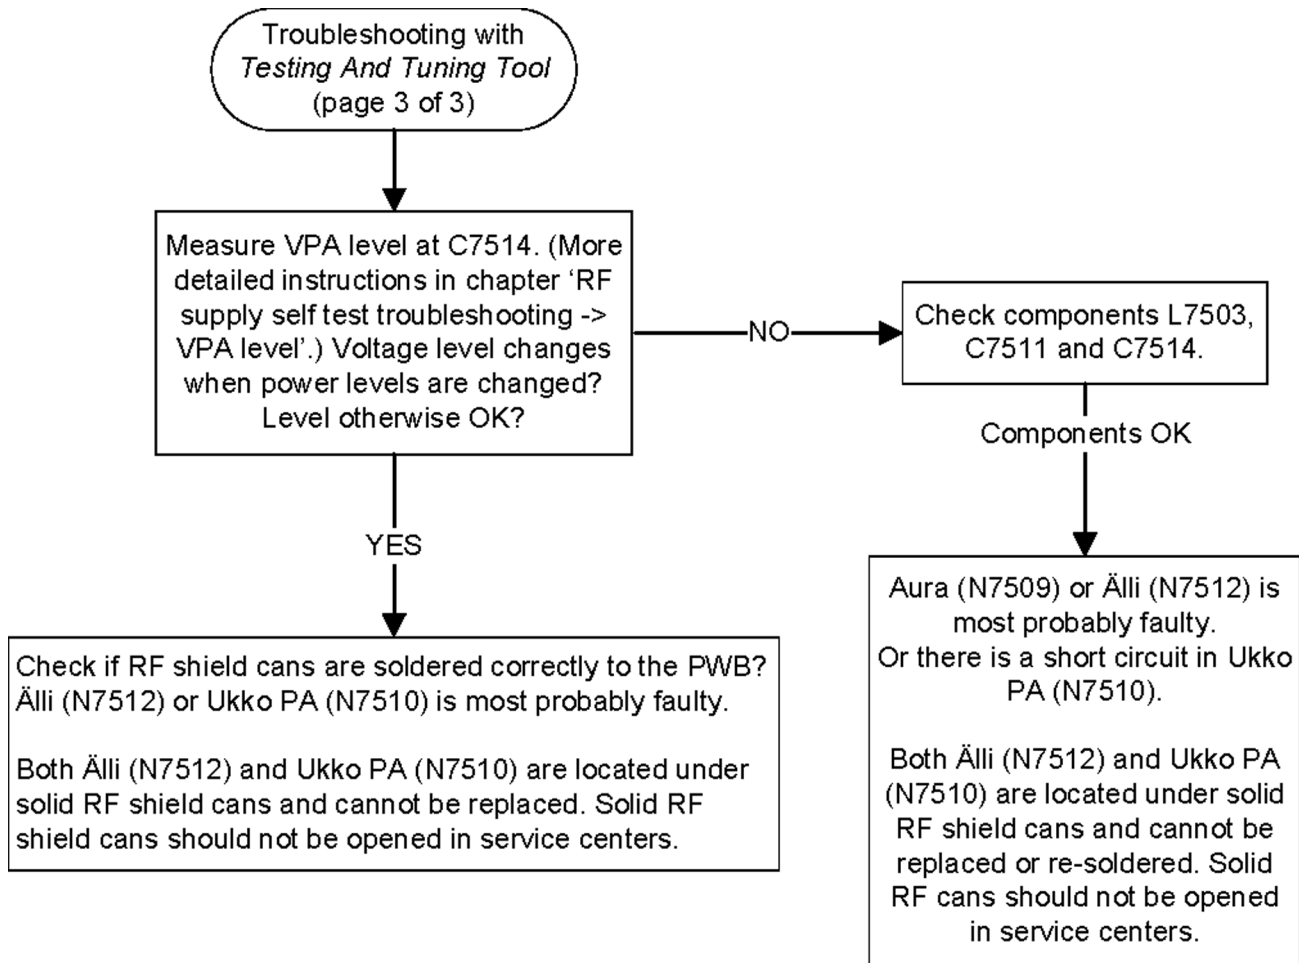 Troubleshooting with
Testing And Tuning Tool
(page 3 of 3)
Measure VPA level at C7514. (More
detailed instructions in chapter ‘RF
supply self test troubleshooting ->
VPA level’.) Voltage level changes
when power levels are changed?
Level otherwise OK?
NO
Check components L7503,
C7511 and C7514.
Components OK
YES
Check if RF shield cans are soldered correctly to the PWB?
Älli (N7512) or Ukko PA (N7510) is most probably faulty.
Both Älli (N7512) and Ukko PA (N7510) are located under
solid RF shield cans and cannot be replaced. Solid RF
shield cans should not be opened in service centers.
Aura (N7509) or Älli (N7512) is
most probably faulty.
Or there is a short circuit in Ukko
PA (N7510).
Both Älli (N7512) and Ukko PA
(N7510) are located under solid
RF shield cans and cannot be
replaced or re-soldered. Solid
RF cans should not be opened
in service centers.